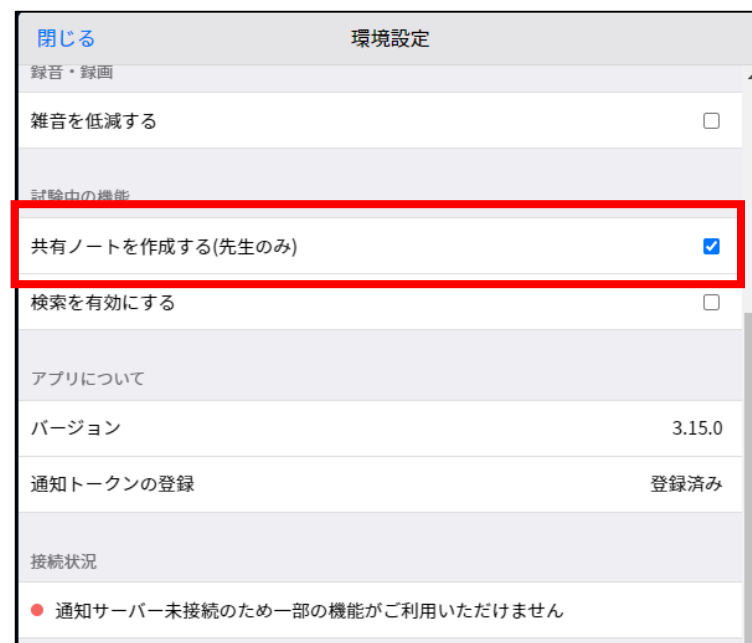 閉じる
環境設定
録音・録画
雑音を低減する
試験中の機能
共有ノートを作成する(先生のみ)
検索を有効にする
アプリについて
バージョン 3.15.0
通知トークンの登録 登録済み
接続状況
通知サーバー未接続のため一部の機能がご利用いただけません